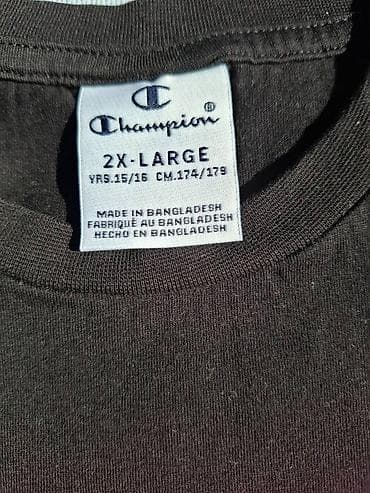 Champion®
2X-LARGE
YRS.15/16 CM.174/179
MADE IN BANGLADESH
FABRIQUÉ AU BANGLADESH
HECHO EN BANGLADESH